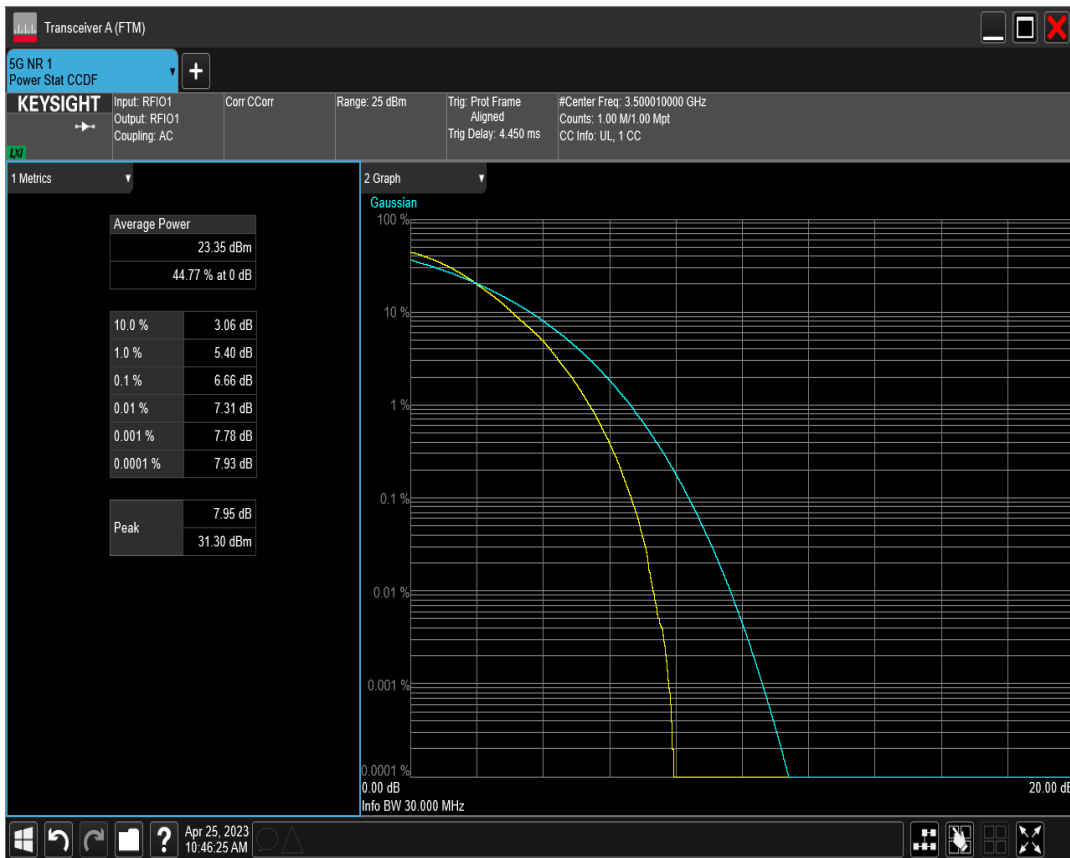 Transceiver A (FTM)
5G NR 1
Power Stat CCDF
+
KEYSIGHT
LXI
Input: RFIO1
Output: RFIO1
Coupling: AC
Corr CCorr
Range: 25 dBm
Trig: Prot Frame
Aligned
Trig Delay: 4.450 ms
#Center Freq: 3.500010000 GHz
Counts: 1.00 M/1.00 Mpt
CC Info: UL, 1 CC
1 Metrics
Average Power
23.35 dBm
44.77 % at 0 dB
10.0 % 3.06 dB
1.0 % 5.40 dB
0.1 % 6.66 dB
0.01 % 7.31 dB
0.001 % 7.78 dB
0.0001 % 7.93 dB
Peak
7.95 dB
31.30 dBm
2 Graph
Gaussian
100 %
10 %
1 %
0.1 %
0.01 %
0.001 %
0.0001 %
0.00 dB
20.00 dB
Info BW 30.000 MHz
?
Apr 25, 2023
10:46:25 AM